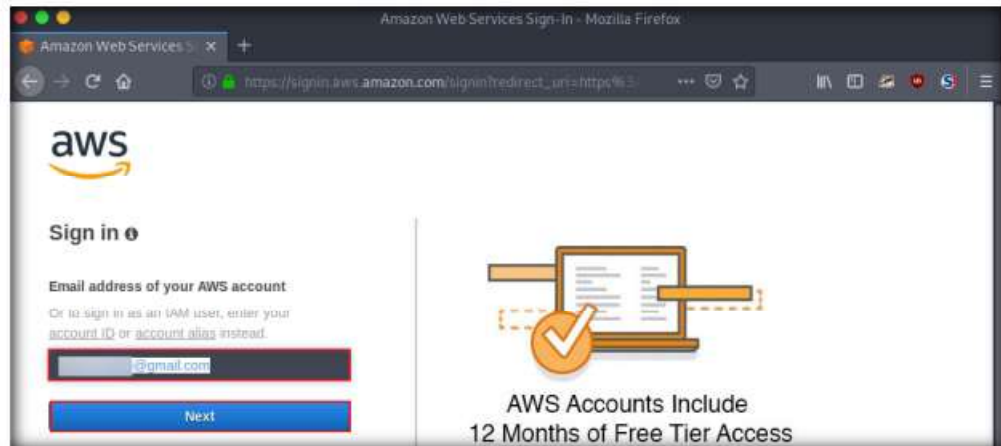 Amazon Web Services Sign-In - Mozilla Firefox
Amazon Web Services S
https://signin.aws.amazon.com/signin?redirect_uri=https%3
aws
Sign in
Email address of your AWS account
Or to sign in as an IAM user, enter your
account ID or account alias instead.
@gmail.com
Next
AWS Accounts Include
12 Months of Free Tier Access